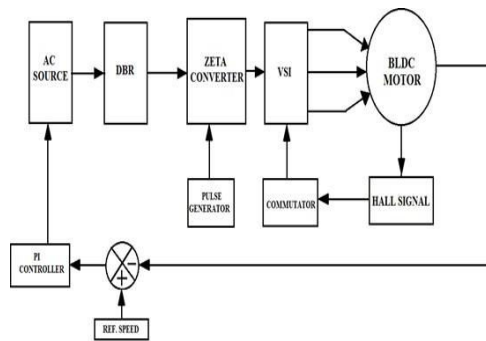 AC
SOURCE
DBR
ZETA
CONVERTER
VSI
BLDC
MOTOR
PULSE
GENERATOR
COMMUTATOR
HALL SIGNAL
PI
CONTROLLER
−
+
REF. SPEED